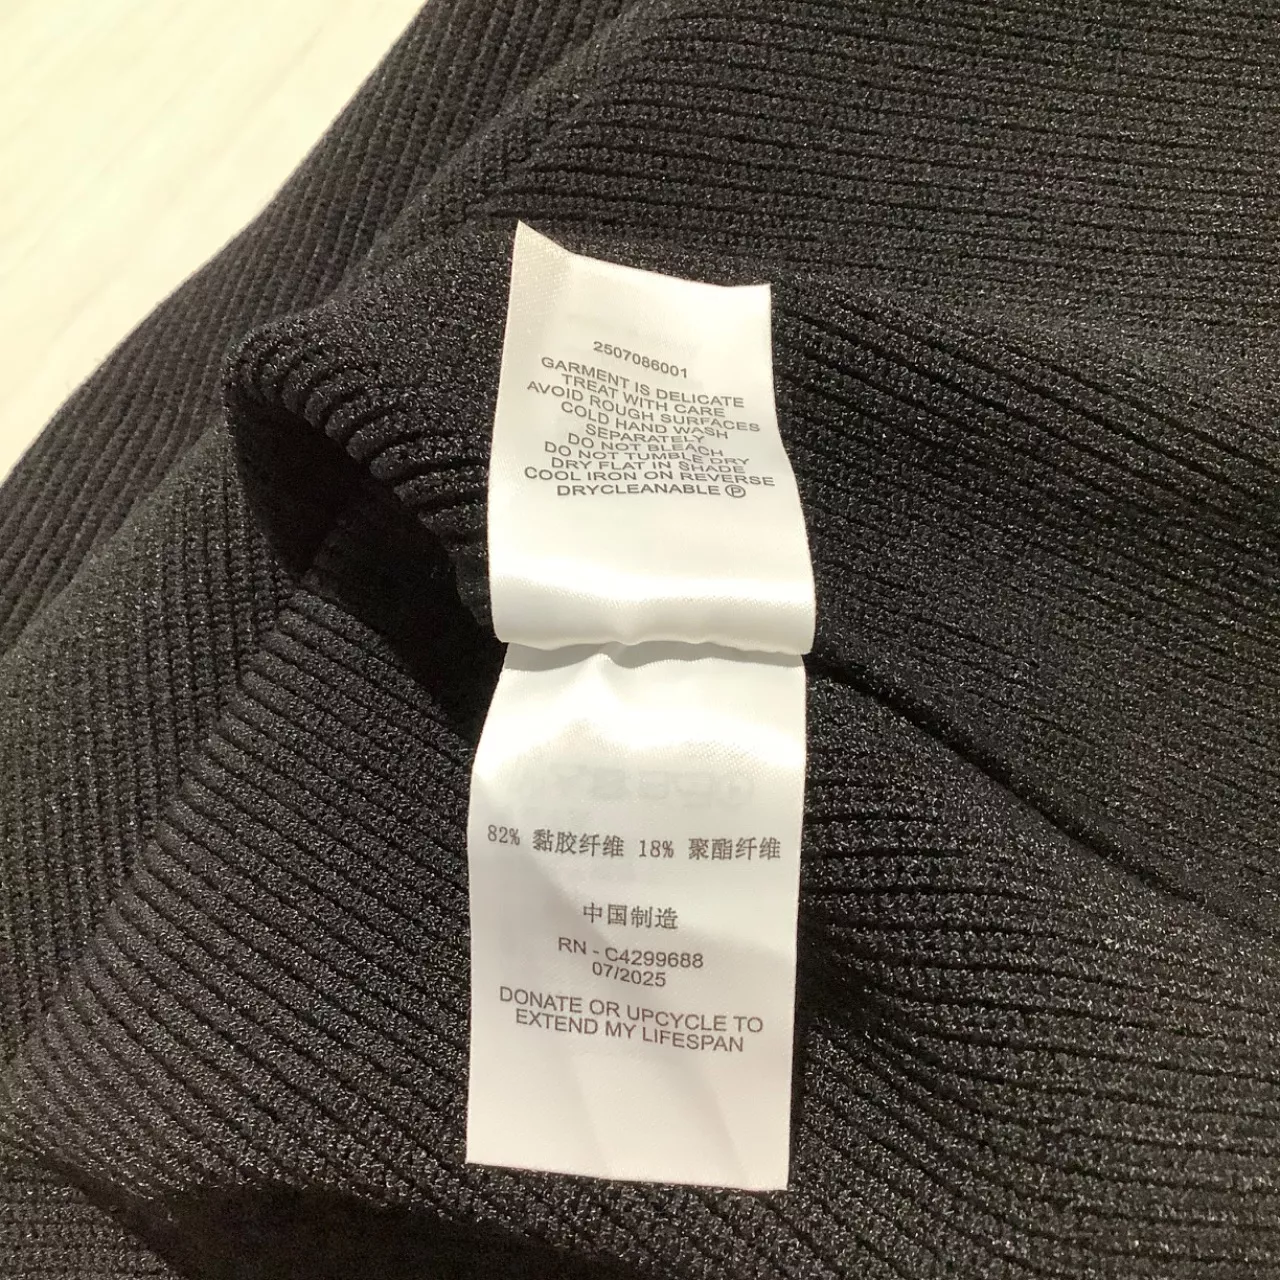 2507086001
GARMENT IS DELICATE
TREAT WITH CARE
AVOID ROUGH SURFACES
COLD HAND WASH
SEPARATELY
DO NOT BLEACH
DO NOT TUMBLE DRY
DRY FLAT IN SHADE
COOL IRON ON REVERSE
DRYCLEANABLE Ⓟ
82% 黏胶纤维 18% 聚酯纤维
中国制造
RN - C4299688
07/2025
DONATE OR UPCYCLE TO
EXTEND MY LIFESPAN